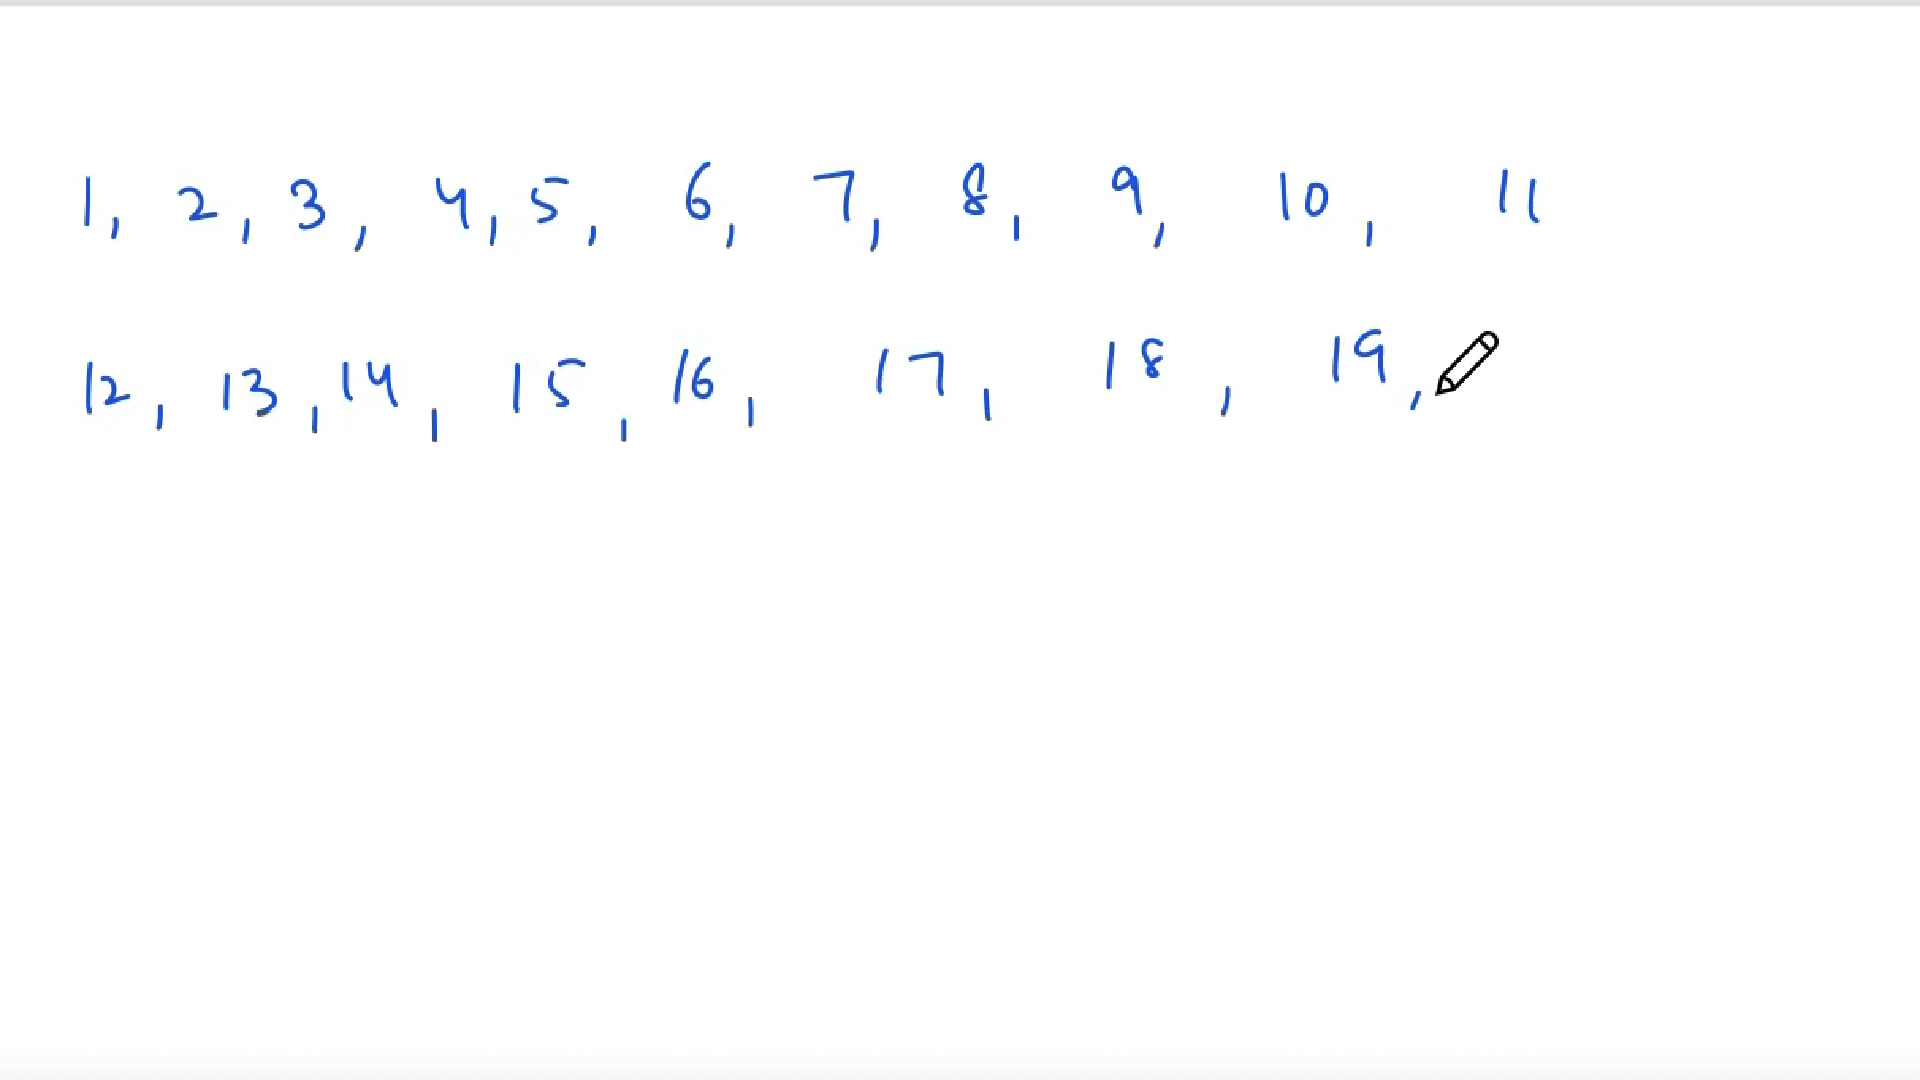 1, 2, 3, 4, 5, 6, 7, 8, 9, 10, 11
12, 13, 14, 15, 16, 17, 18, 19,